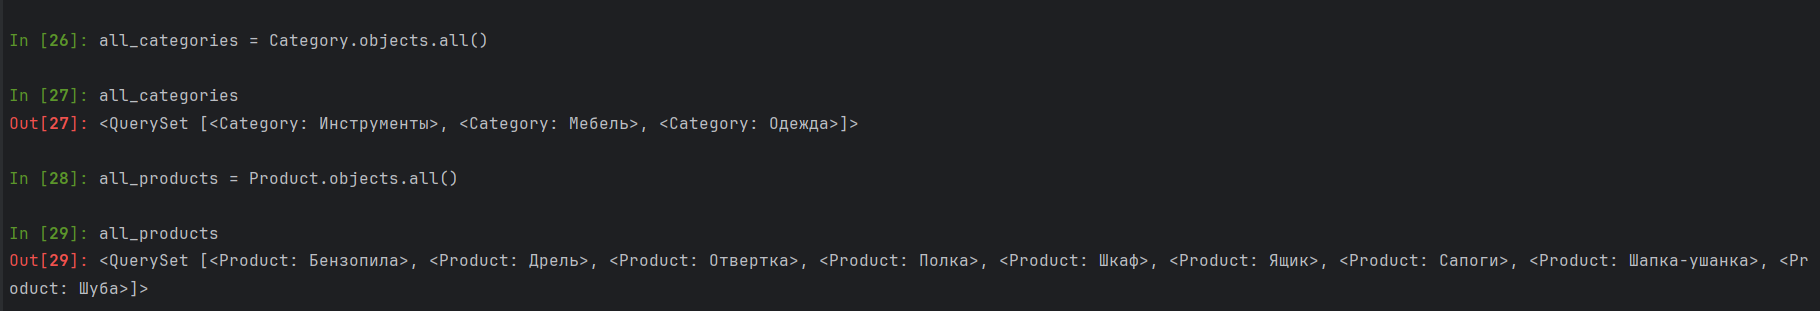 In [26]: all_categories = Category.objects.all()
In [27]: all_categories
Out[27]: <QuerySet [<Category: Инструменты>, <Category: Мебель>, <Category: Одежда>]>
In [28]: all_products = Product.objects.all()
In [29]: all_products
Out[29]: <QuerySet [<Product: Бензопила>, <Product: Дрель>, <Product: Отвертка>, <Product: Полка>, <Product: Шкаф>, <Product: Ящик>, <Product: Сапоги>, <Product: Шапка-ушанка>, <Pr
oduct: Шуба>]>